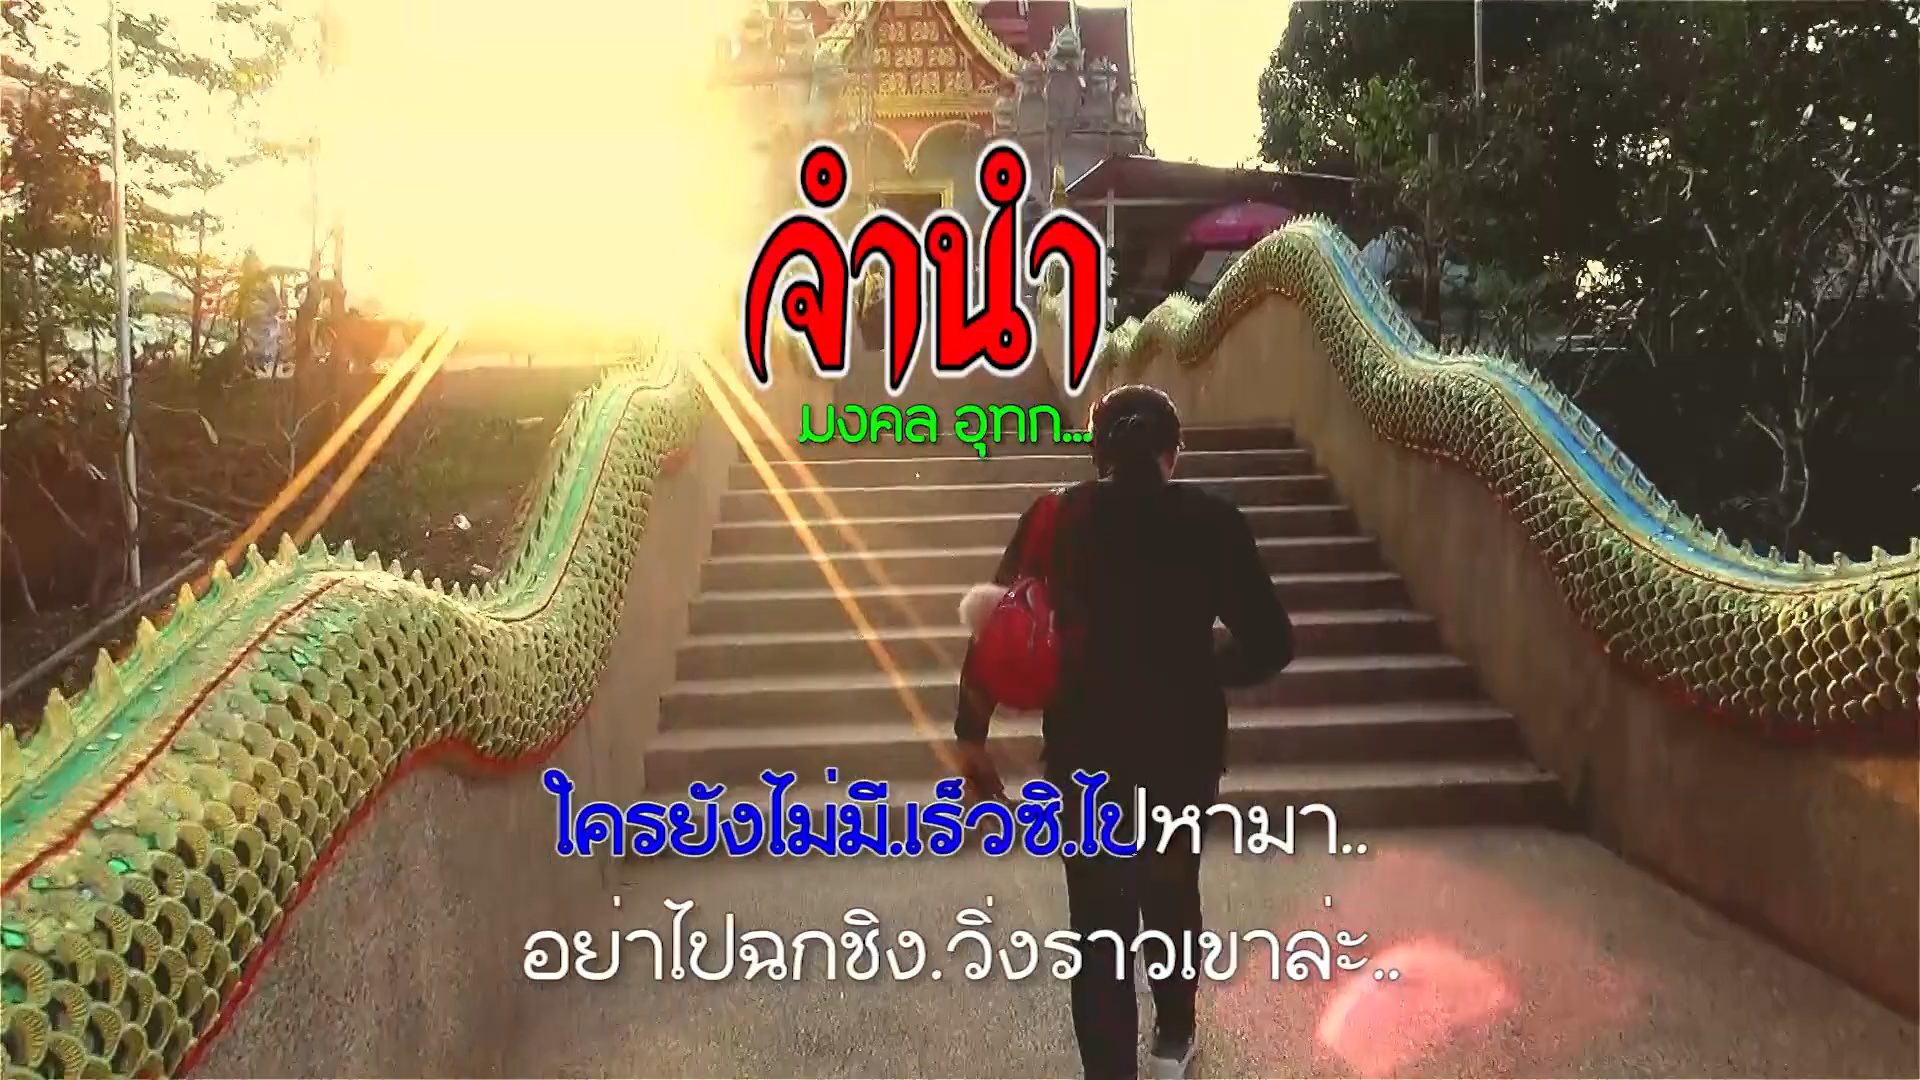 จำนำ
มงคล อุทก...
ใครยังไม่มี.เร็วซิ.ไปหามา..
อย่าไปฉกชิง.วิ่งราวเขาล่ะ..